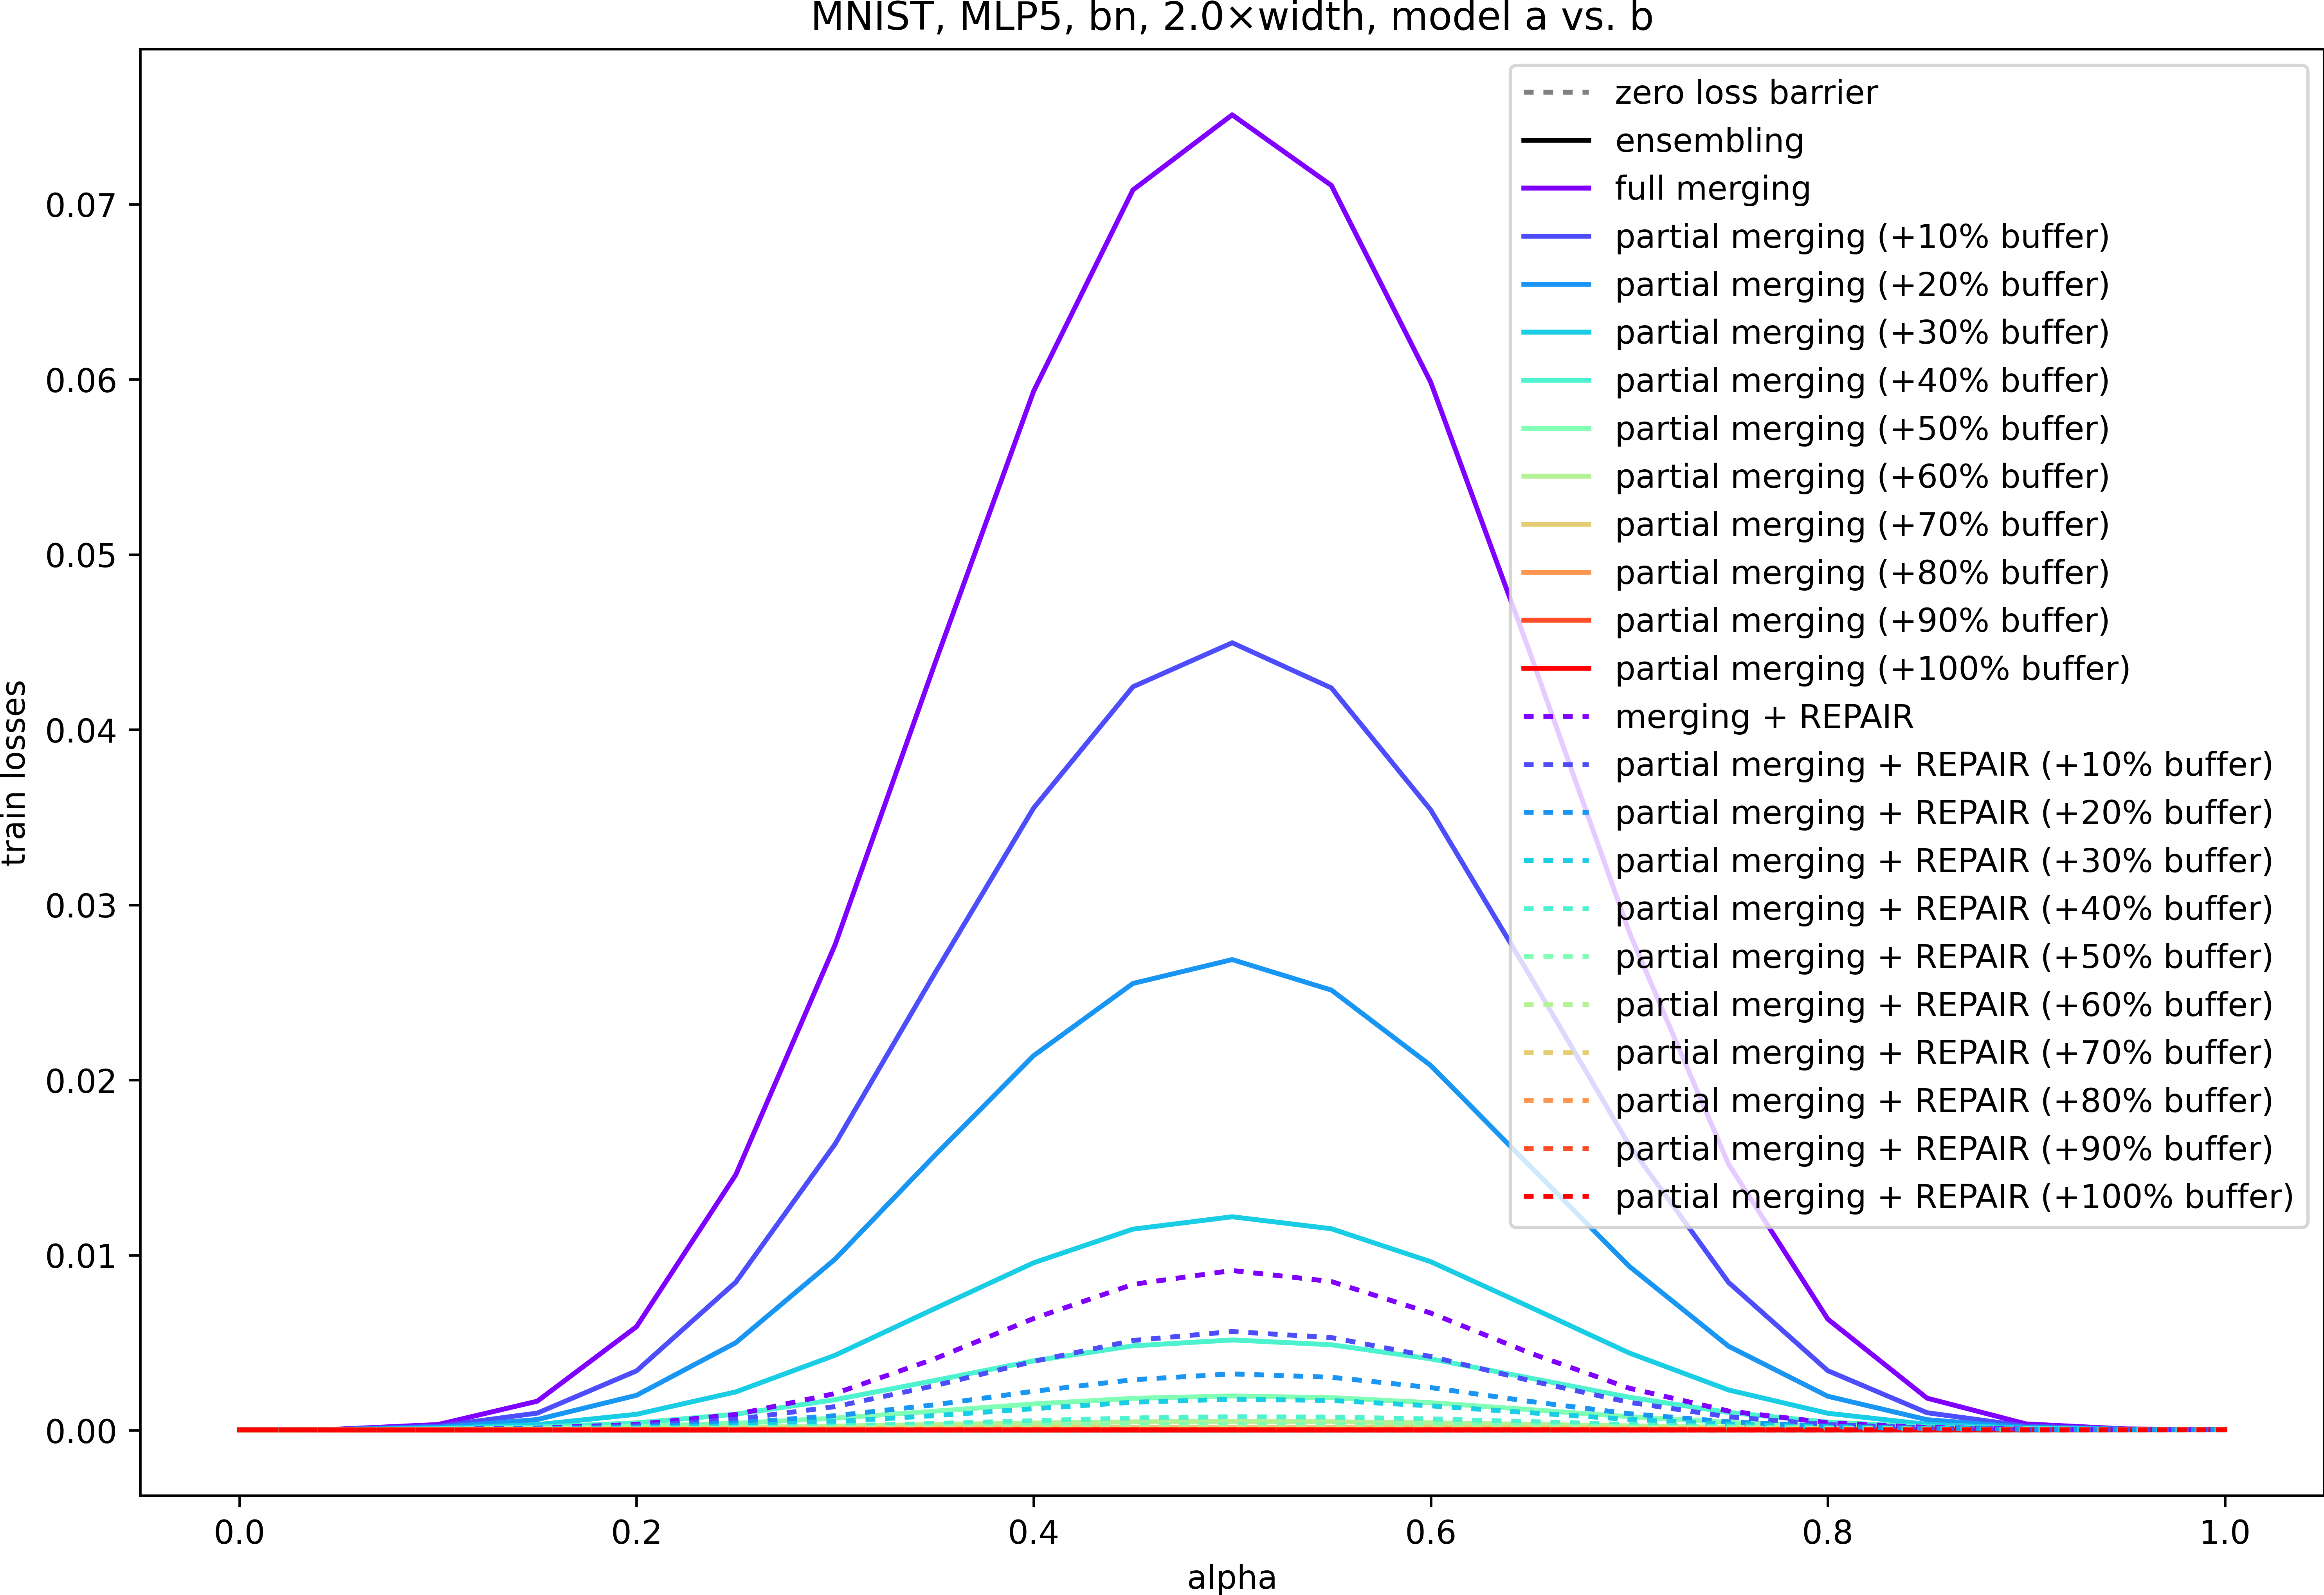 MNIST, MLP5, bn, 2.0×width, model a vs. b
zero loss barrier
ensembling
full merging
partial merging (+10% buffer)
partial merging (+20% buffer)
partial merging (+30% buffer)
partial merging (+40% buffer)
partial merging (+50% buffer)
partial merging (+60% buffer)
partial merging (+70% buffer)
partial merging (+80% buffer)
partial merging (+90% buffer)
partial merging (+100% buffer)
merging + REPAIR
partial merging + REPAIR (+10% buffer)
partial merging + REPAIR (+20% buffer)
partial merging + REPAIR (+30% buffer)
partial merging + REPAIR (+40% buffer)
partial merging + REPAIR (+50% buffer)
partial merging + REPAIR (+60% buffer)
partial merging + REPAIR (+70% buffer)
partial merging + REPAIR (+80% buffer)
partial merging + REPAIR (+90% buffer)
partial merging + REPAIR (+100% buffer)
train losses
0.07
0.06
0.05
0.04
0.03
0.02
0.01
0.00
0.0 0.2 0.4 0.6 0.8 1.0
alpha